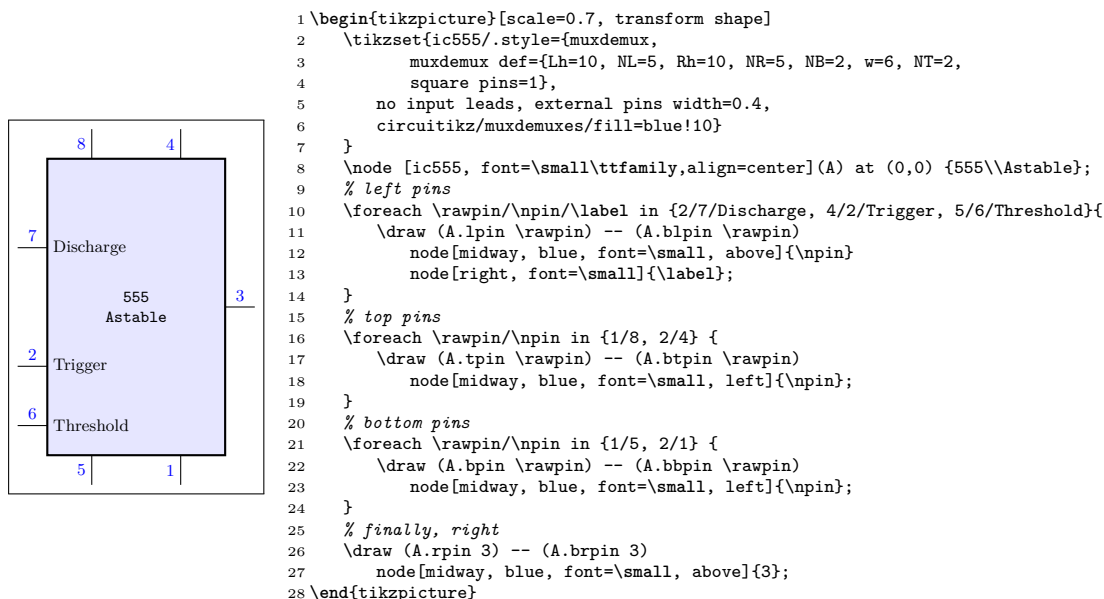 8 4
7 Discharge
555
Astable
3
2 Trigger
6 Threshold
5 1
1 \begin{tikzpicture}[scale=0.7, transform shape]
2 \tikzset{ic555/.style={muxdemux,
3 muxdemux def={Lh=10, NL=5, Rh=10, NR=5, NB=2, w=6, NT=2,
4 square pins=1},
5 no input leads, external pins width=0.4,
6 circuitikz/muxdemuxes/fill=blue!10}
7 }
8 \node [ic555, font=\small\ttfamily,align=center](A) at (0,0) {555\\Astable};
9 % left pins
10 \foreach \rawpin/\npin/\label in {2/7/Discharge, 4/2/Trigger, 5/6/Threshold}{
11 \draw (A.lpin \rawpin) -- (A.blpin \rawpin)
12 node[midway, blue, font=\small, above]{\npin}
13 node[right, font=\small]{\label};
14 }
15 % top pins
16 \foreach \rawpin/\npin in {1/8, 2/4} {
17 \draw (A.tpin \rawpin) -- (A.btpin \rawpin)
18 node[midway, blue, font=\small, left]{\npin};
19 }
20 % bottom pins
21 \foreach \rawpin/\npin in {1/5, 2/1} {
22 \draw (A.bpin \rawpin) -- (A.bbpin \rawpin)
23 node[midway, blue, font=\small, left]{\npin};
24 }
25 % finally, right
26 \draw (A.rpin 3) -- (A.brpin 3)
27 node[midway, blue, font=\small, above]{3};
28 \end{tikzpicture}